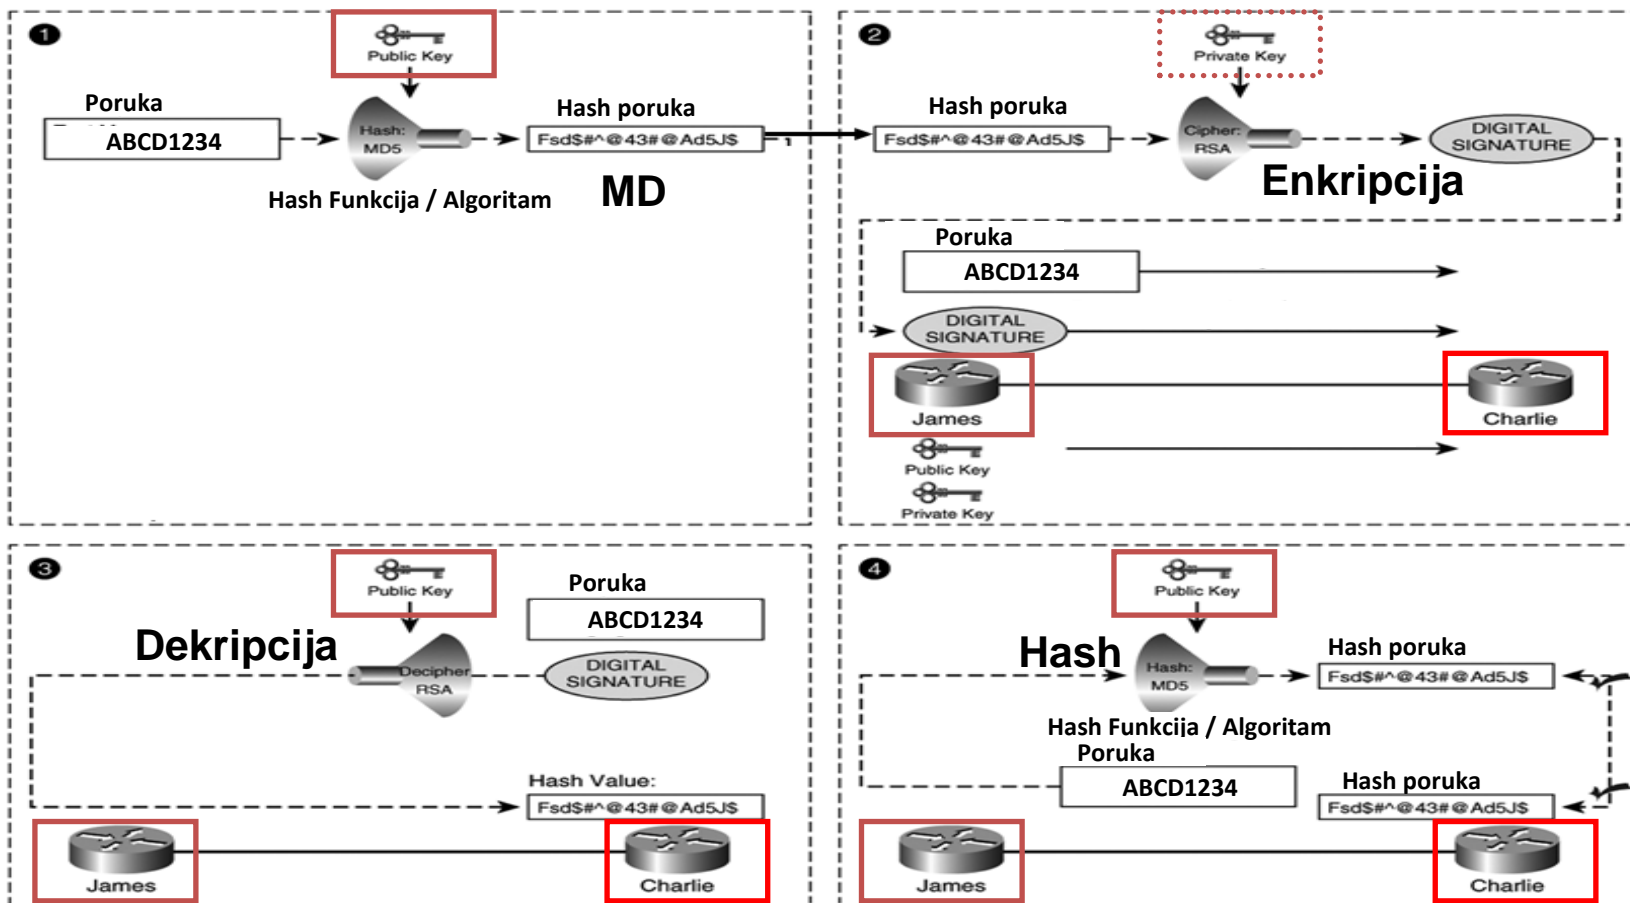 1
Public Key
Poruka
ABCD1234
Hash:
MD5
Hash poruka
Fsd$#^@43#@Ad5J$
Hash Funkcija / Algoritam
MD
2
Private Key
Hash poruka
Fsd$#^@43#@Ad5J$
Cipher:
RSA
DIGITAL
SIGNATURE
Enkripcija
Poruka
ABCD1234
DIGITAL
SIGNATURE
James
Charlie
Public Key
Private Key
3
Public Key
Poruka
ABCD1234
Dekripcija
Decipher
RSA
DIGITAL
SIGNATURE
Hash Value:
Fsd$#^@43#@Ad5J$
James
Charlie
4
Public Key
Hash
Hash:
MD5
Hash poruka
Fsd$#^@43#@Ad5J$
Hash Funkcija / Algoritam
Poruka
ABCD1234
Hash poruka
Fsd$#^@43#@Ad5J$
James
Charlie